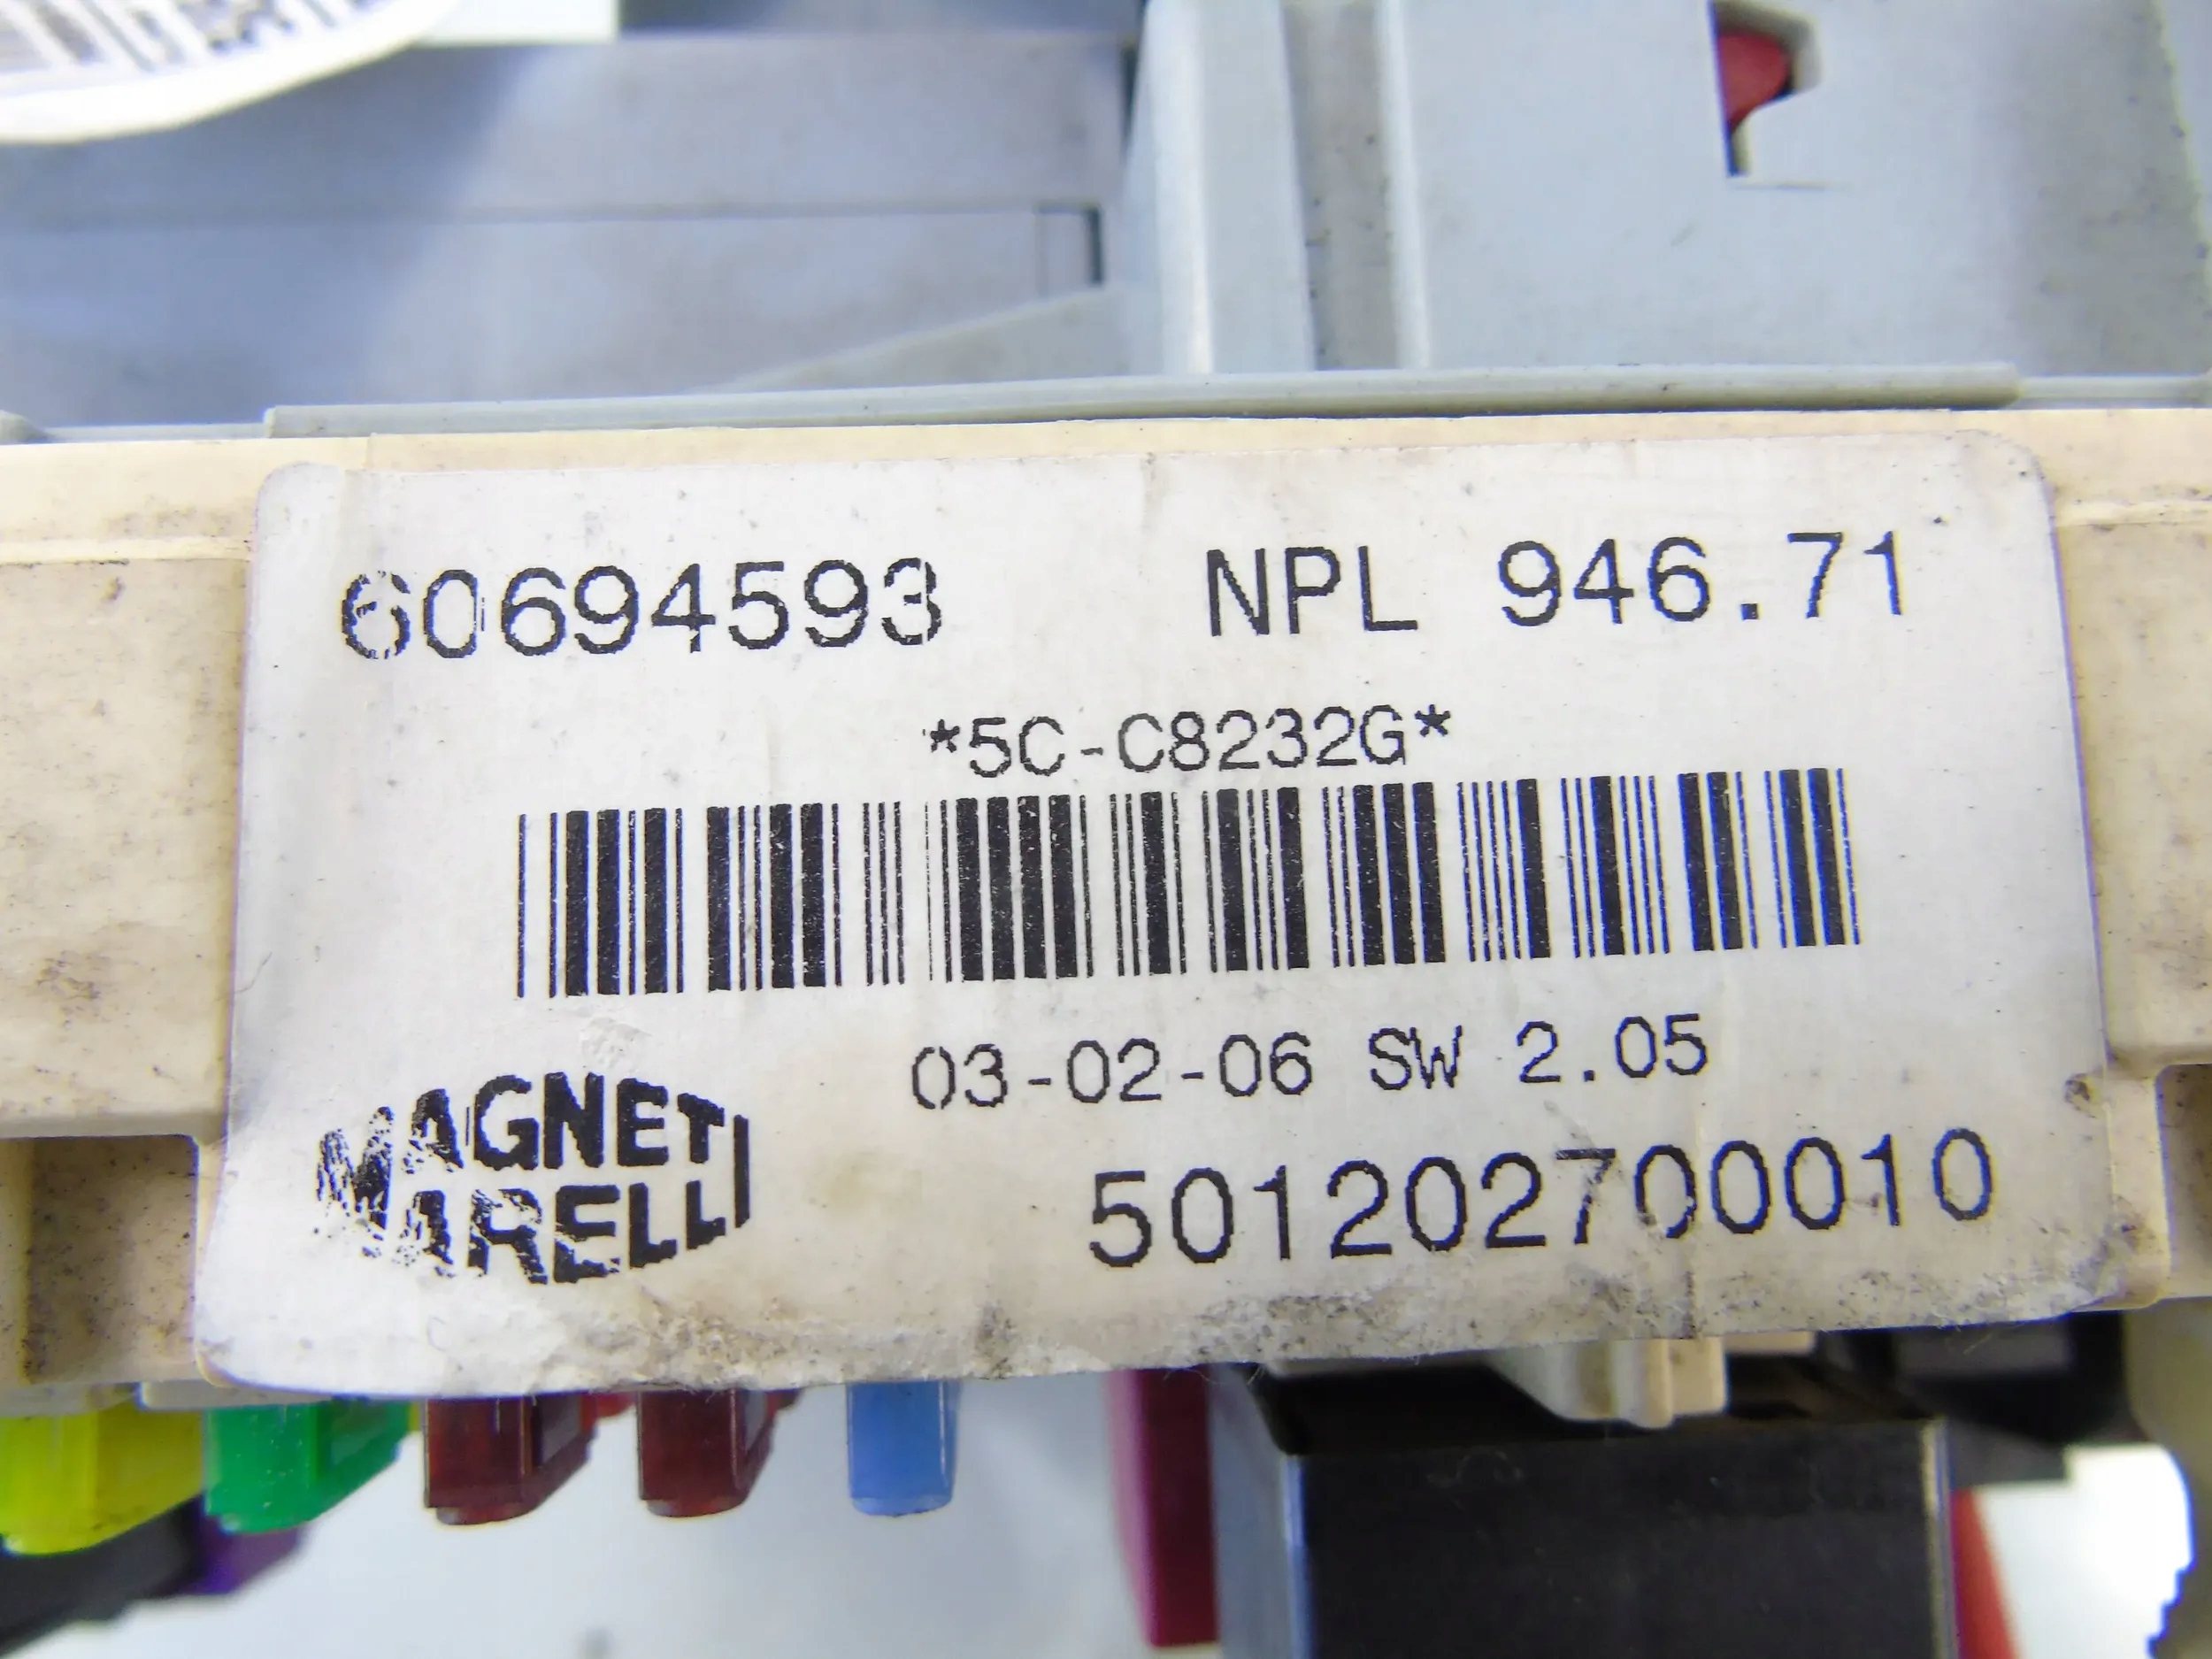 60694593 NPL 946.71
*5C-C8232G*
03-02-06 SW 2.05
MAGNETI
MARELLI
501202700010